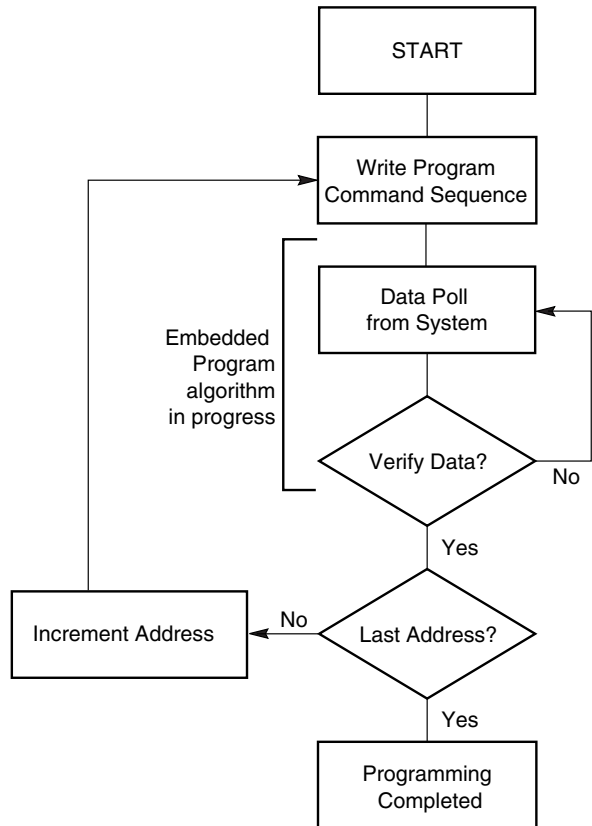 START
Write Program
Command Sequence
Data Poll
from System
Embedded
Program
algorithm
in progress
Verify Data?
No
Yes
Last Address?
No
Increment Address
Yes
Programming
Completed